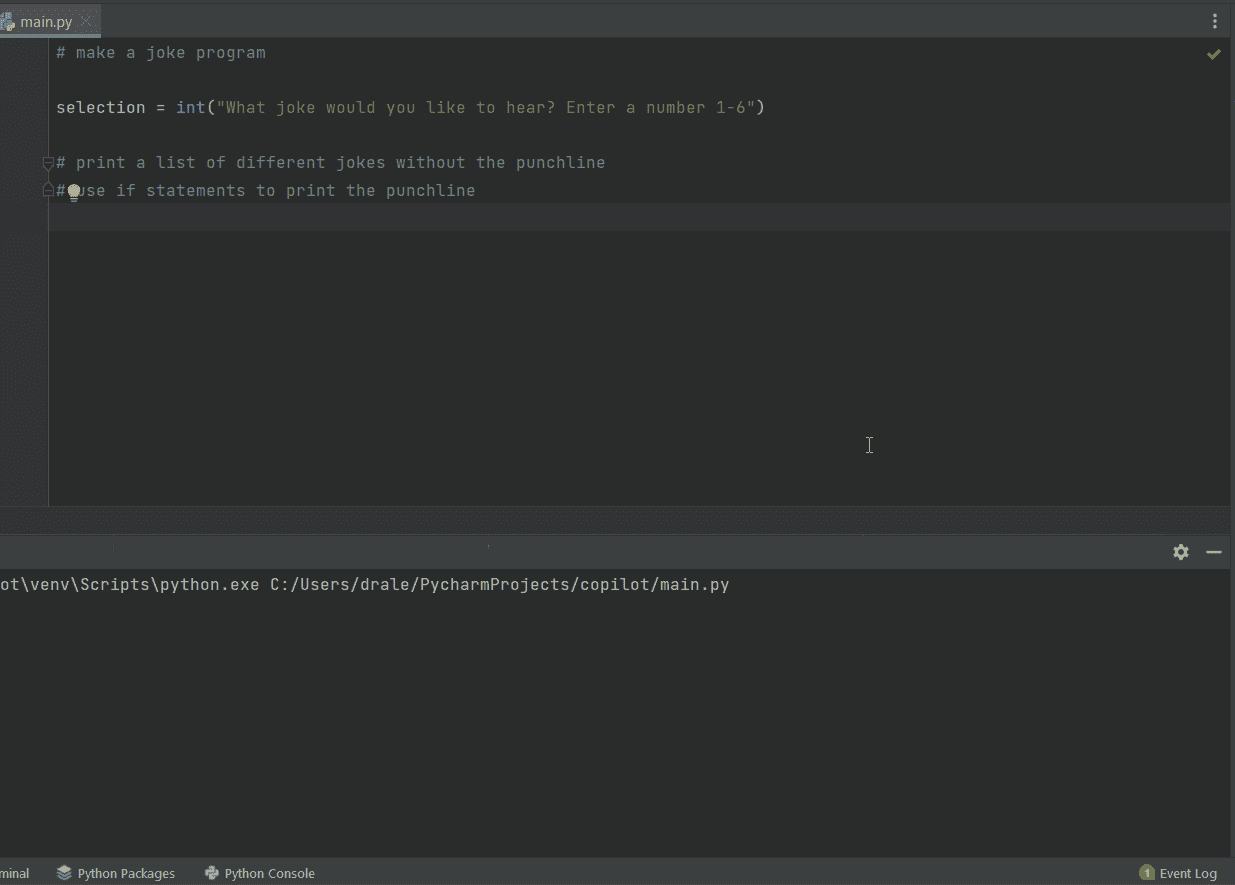 main.py
# make a joke program
selection = int("What joke would you like to hear? Enter a number 1-6")
# print a list of different jokes without the punchline
# use if statements to print the punchline
ot\venv\Scripts\python.exe C:/Users/drale/PycharmProjects/copilot/main.py
minal Python Packages Python Console 1 Event Log